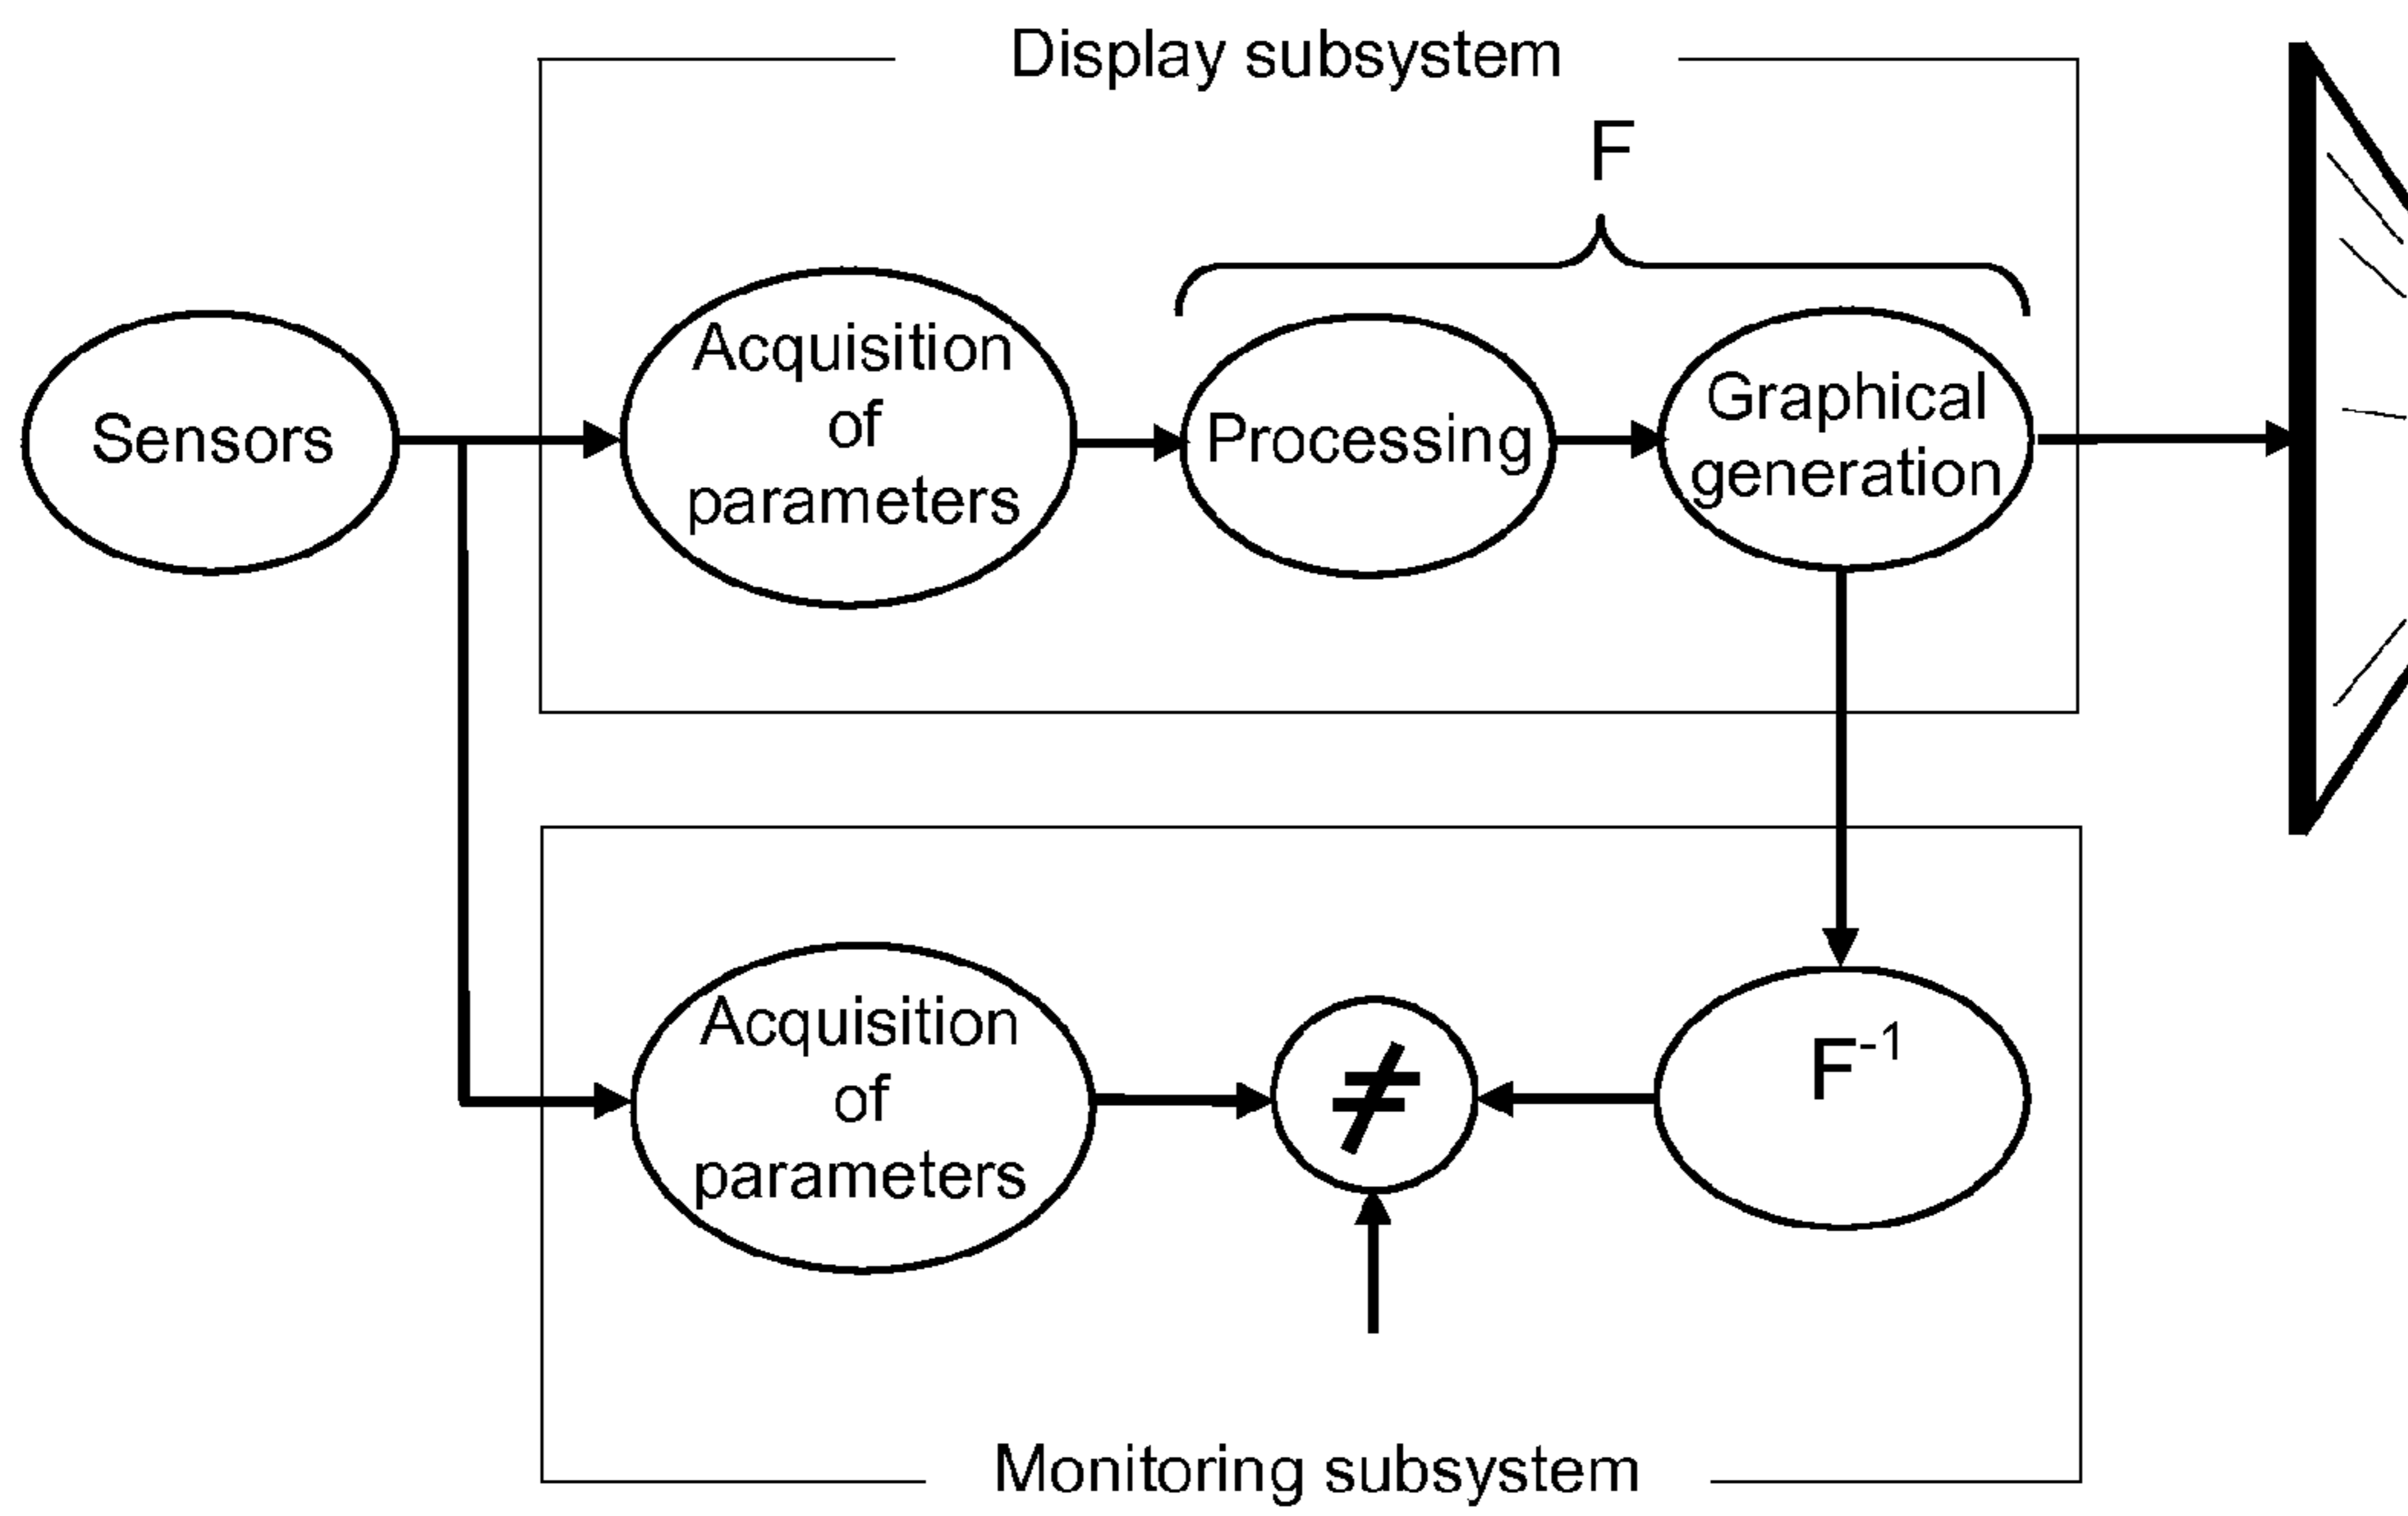 Display subsystem
F
Sensors
Acquisition
of
parameters
Processing
Graphical
generation
Acquisition
of
parameters
≠
F⁻¹
Monitoring subsystem